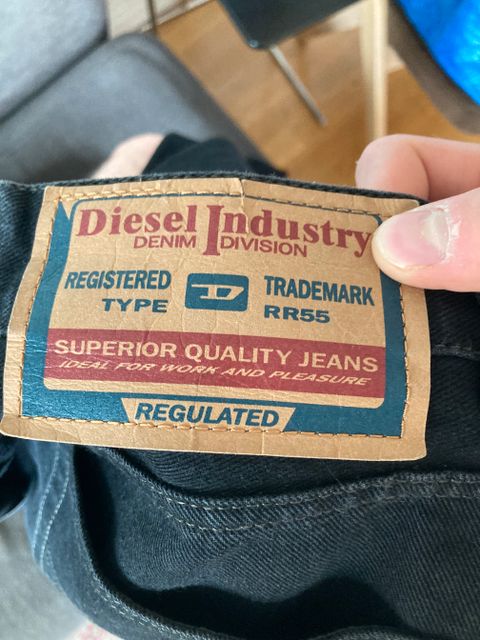 Diesel Industry
DENIM DIVISION
REGISTERED TRADEMARK
TYPE RR55
SUPERIOR QUALITY JEANS
IDEAL FOR WORK AND PLEASURE
REGULATED